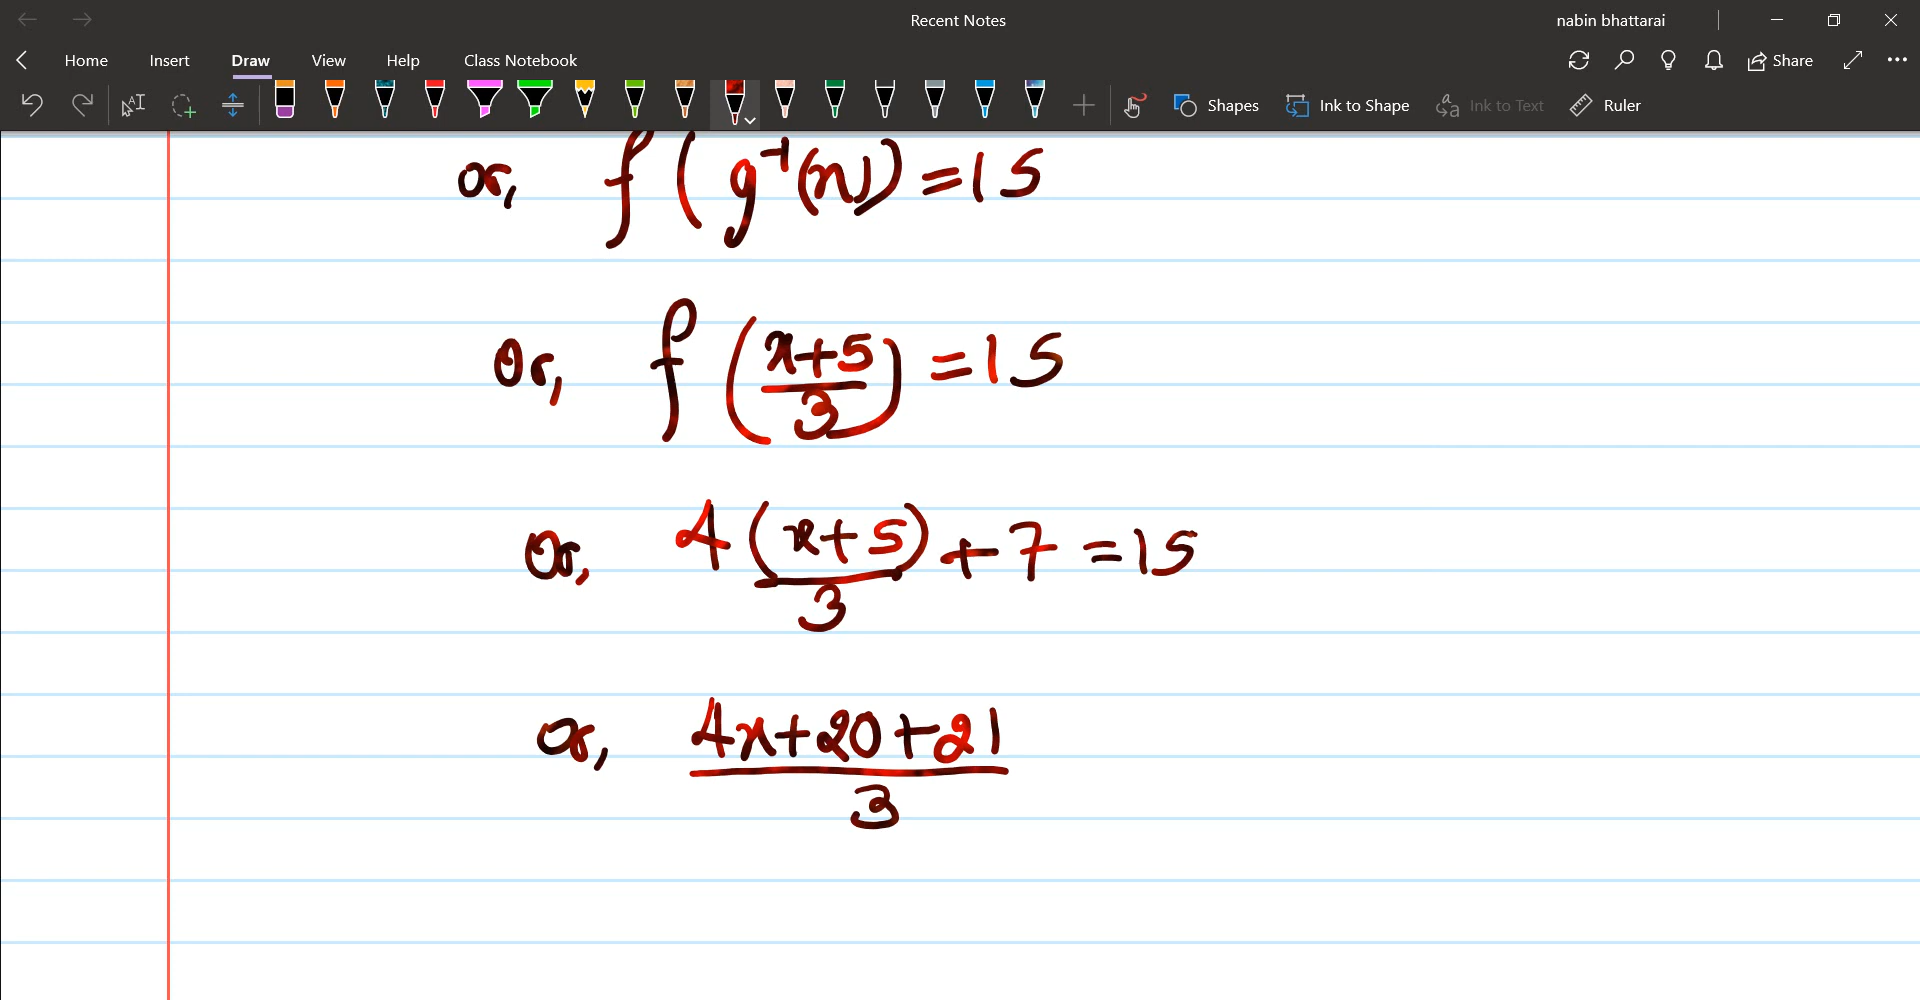 Recent Notes
nabin bhattarai
Home Insert Draw View Help Class Notebook Share
Shapes Ink to Shape Ink to Text Ruler
or, f(g⁻¹(x)) = 15
Or, f((x+5)/3) = 15
Or, 4(x+5)/3 + 7 = 15
Or, (4x+20+21)/3